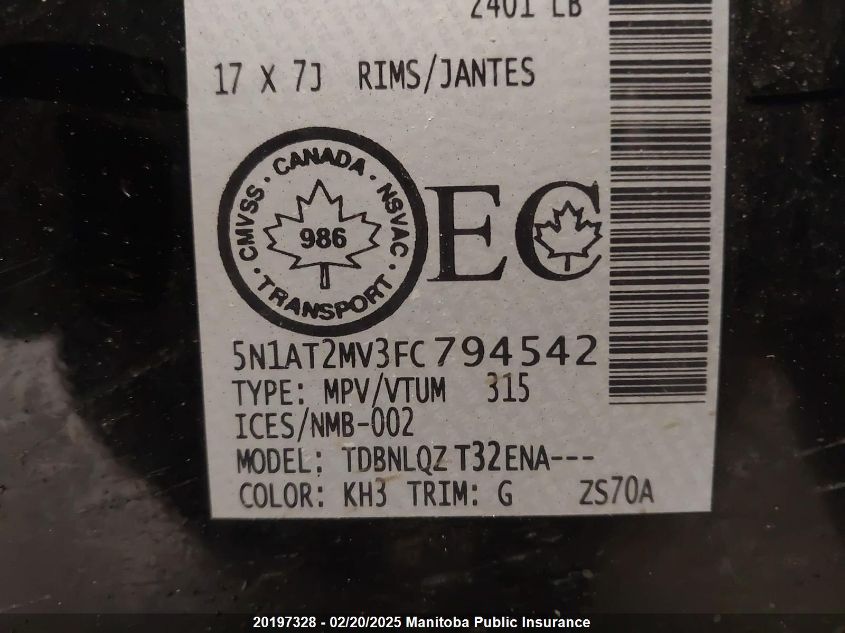 2401 LB
17 X 7J RIMS/JANTES
CMVSS · CANADA · NSVAC · TRANSPORT ·
986
EC
5N1AT2MV3FC794542
TYPE: MPV/VTUM 315
ICES/NMB-002
MODEL: TDBNLQZ T32ENA---
COLOR: KH3 TRIM: G ZS70A
20197328 - 02/20/2025 Manitoba Public Insurance